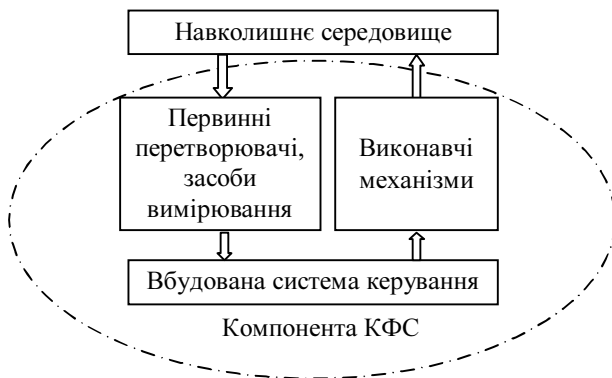 Навколишнє середовище
Первинні
перетворювачі,
засоби
вимірювання
Виконавчі
механізми
Вбудована система керування
Компонента КФС